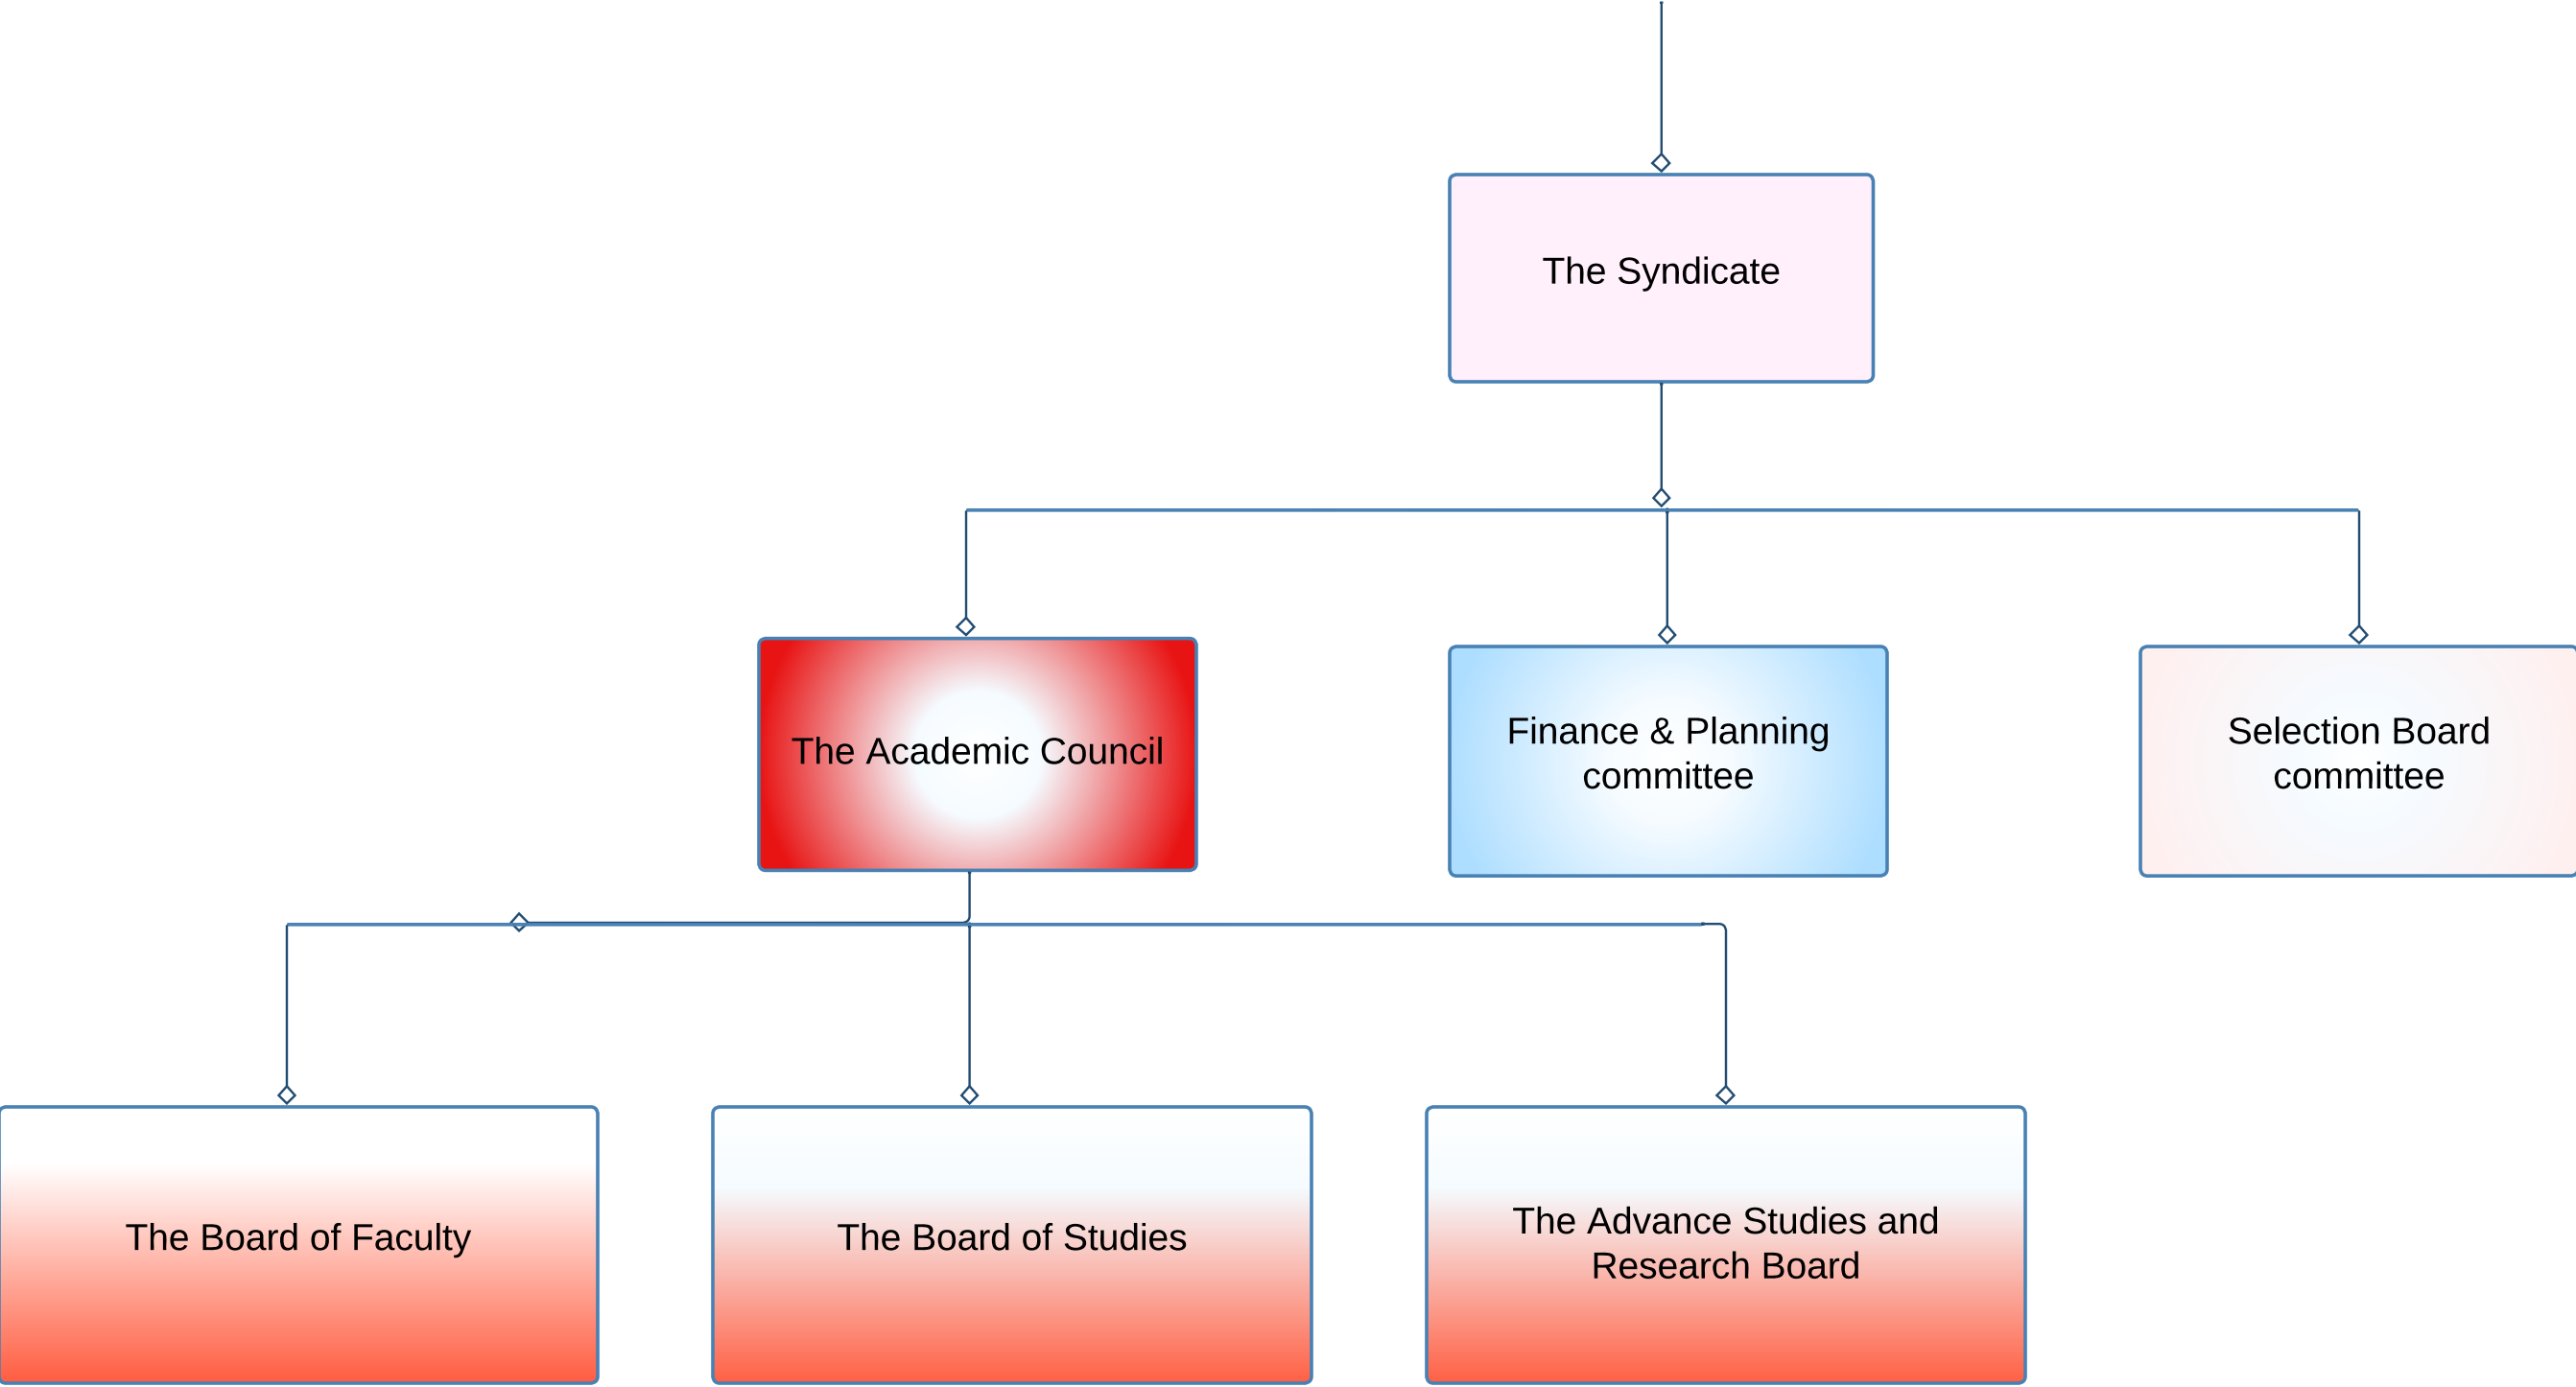 The Syndicate
The Academic Council
Finance & Planning
committee
Selection Board
committee
The Board of Faculty
The Board of Studies
The Advance Studies and
Research Board